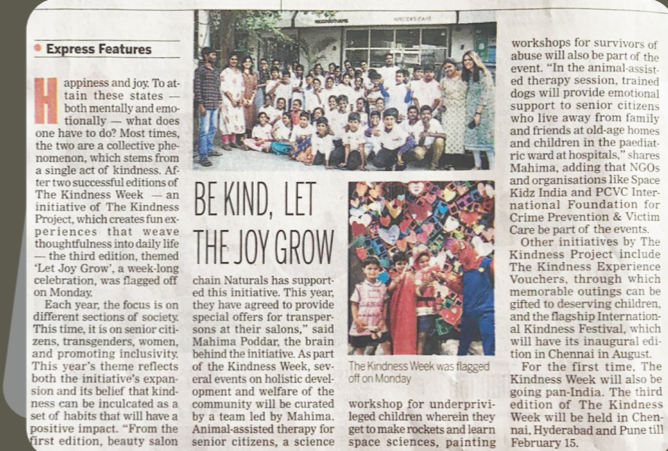 Express Features
Happiness and joy. To at-
tain these states —
both mentally and emo-
tionally — what does
one have to do? Most times,
the two are a collective phe-
nomenon, which stems from
a single act of kindness. Af-
ter two successful editions of
The Kindness Week — an
initiative of The Kindness
Project, which creates fun ex-
periences that weave
thoughtfulness into daily life
— the third edition, themed
‘Let Joy Grow’, a week-long
celebration, was flagged off
on Monday.
Each year, the focus is on
different sections of society.
This time, it is on senior citi-
zens, transgenders, women,
and promoting inclusivity.
This year’s theme reflects
both the initiative’s expan-
sion and its belief that kind-
ness can be inculcated as a
set of habits that will have a
positive impact. “From the
first edition, beauty salon
BE KIND, LET
THE JOY GROW
chain Naturals has support-
ed this initiative. This year,
they have agreed to provide
special offers for transper-
sons at their salons,” said
Mahima Poddar, the brain
behind the initiative. As part
of the Kindness Week, sev-
eral events on holistic devel-
opment and welfare of the
community will be curated
by a team led by Mahima.
Animal-assisted therapy for
senior citizens, a science
The Kindness Week was flagged
off on Monday
workshop for underprivi-
leged children wherein they
get to make rockets and learn
space sciences, painting
workshops for survivors of
abuse will also be part of the
event. “In the animal-assist-
ed therapy session, trained
dogs will provide emotional
support to senior citizens
who live away from family
and friends at old-age homes
and children in the paediat-
ric ward at hospitals,” shares
Mahima, adding that NGOs
and organisations like Space
Kidz India and PCVC Inter-
national Foundation for
Crime Prevention & Victim
Care be part of the events.
Other initiatives by The
Kindness Project include
The Kindness Experience
Vouchers, through which
memorable outings can be
gifted to deserving children,
and the flagship Internation-
al Kindness Festival, which
will have its inaugural edi-
tion in Chennai in August.
For the first time, The
Kindness Week will also be
going pan-India. The third
edition of The Kindness
Week will be held in Chen-
nai, Hyderabad and Pune till
February 15.